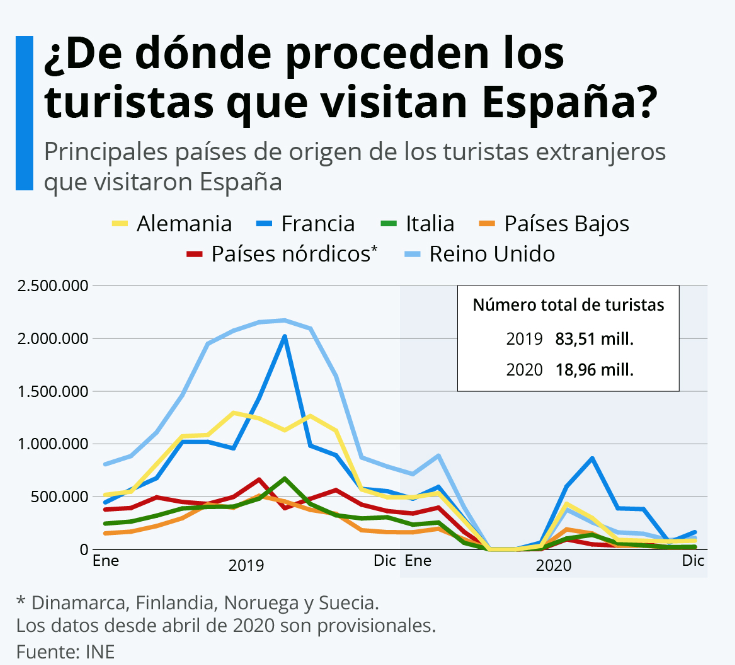 ¿De dónde proceden los
turistas que visitan España?
Principales países de origen de los turistas extranjeros
que visitaron España
Alemania Francia Italia Países Bajos
Países nórdicos* Reino Unido
2.500.000
2.000.000
1.500.000
1.000.000
500.000
0
Número total de turistas
2019 83,51 mill.
2020 18,96 mill.
Ene 2019 Dic Ene 2020 Dic
* Dinamarca, Finlandia, Noruega y Suecia.
Los datos desde abril de 2020 son provisionales.
Fuente: INE